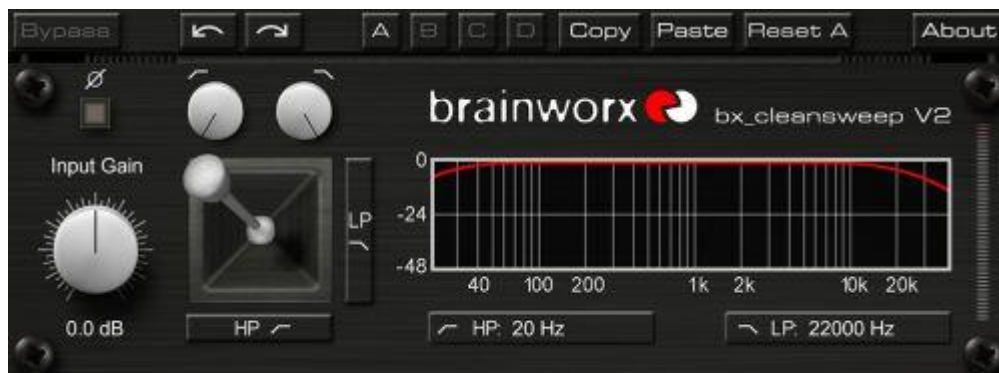 Bypass A B C D Copy Paste Reset A About
Ø
brainworx bx_cleansweep V2
Input Gain
0
LP
-24
-48
40 100 200 1k 2k 10k 20k
0.0 dB HP HP: 20 Hz LP: 22000 Hz